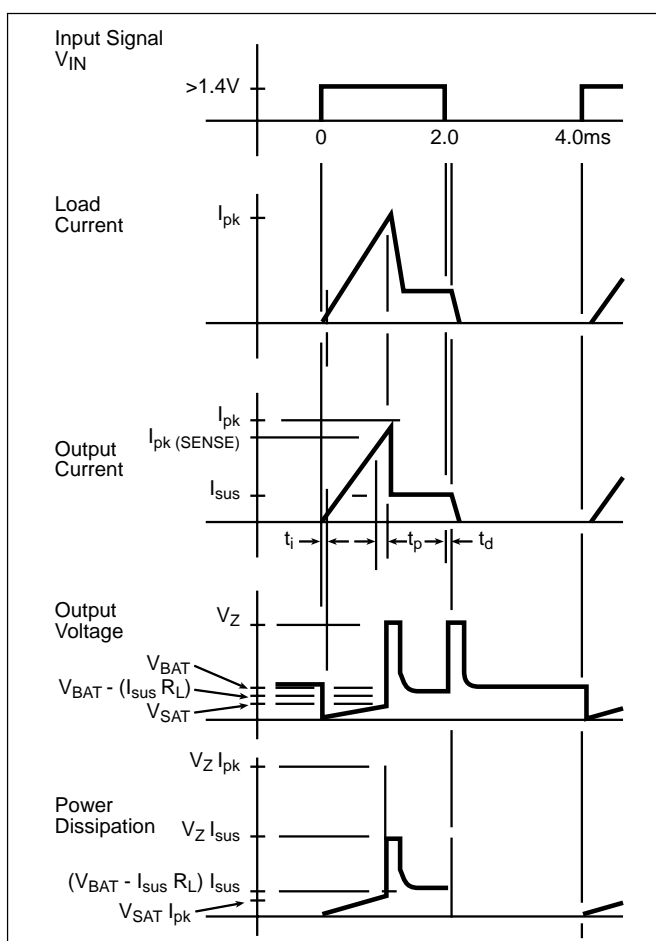 Input Signal
VIN
>1.4V
0 2.0 4.0ms
Load
Current
Ipk
Output
Current
Ipk
Ipk (SENSE)
Isus
ti tp td
Output
Voltage
VZ
VBAT
VBAT - (Isus RL)
VSAT
Power
Dissipation
VZ Ipk
VZ Isus
(VBAT - Isus RL) Isus
VSAT Ipk